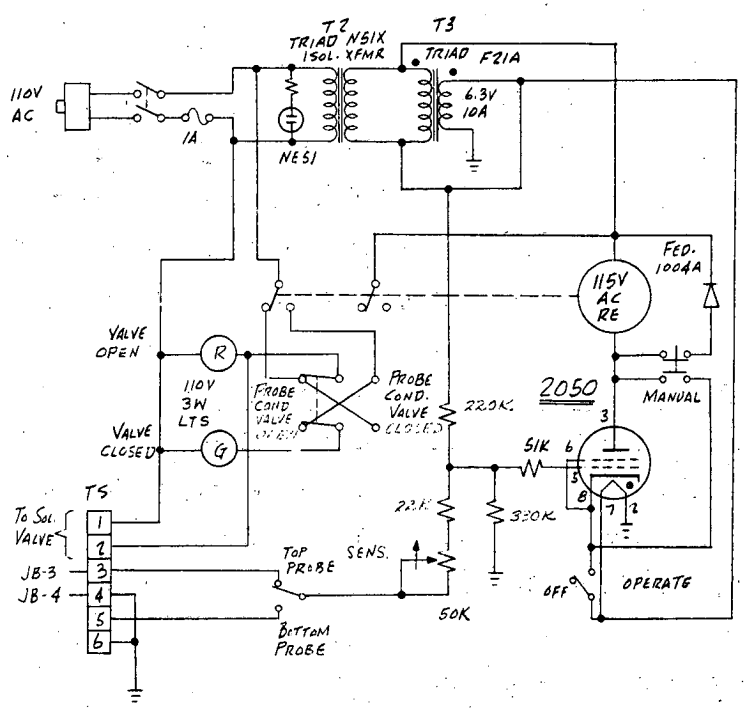 T2
TRIAD N51X
ISOL. XFMR
T3
TRIAD F21A
6.3V
10A
110V
AC
1A
NE51
FED.
1004A
115V
AC
RE
VALVE
OPEN
R
110V
3W
LTS
PROBE
COND
VALVE
OPEN
PROBE
COND.
VALVE
CLOSED
VALVE
CLOSED
G
MANUAL
2050
3
220K.
51K
6
5
8
7
2
22K
330K
TS
TO SOL.
VALVE
1
2
3
4
5
6
JB-3
JB-4
TOP
PROBE
SENS.
BOTTOM
PROBE
50K
OFF
OPERATE